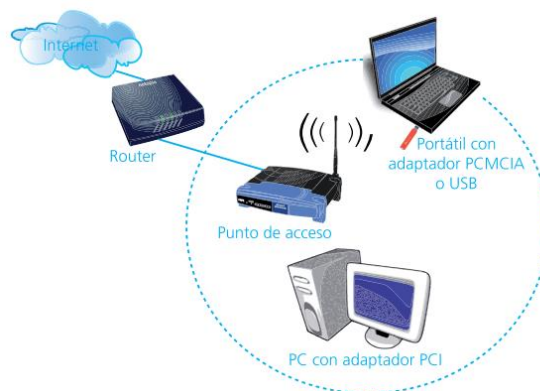 Internet
Router
Portátil con
adaptador PCMCIA
o USB
Punto de acceso
PC con adaptador PCI